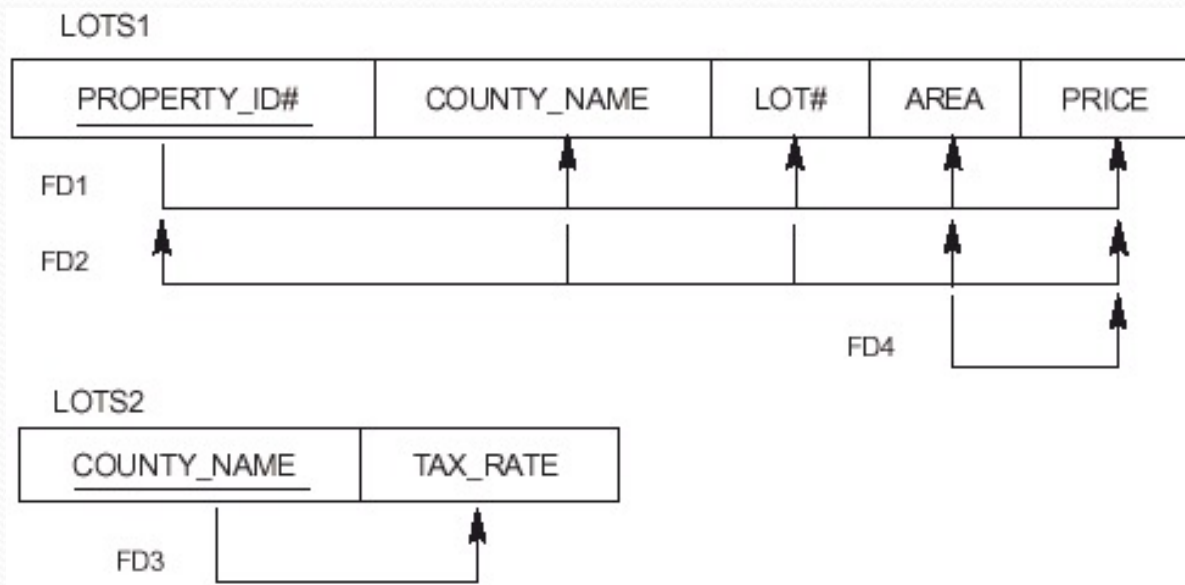 LOTS1
PROPERTY_ID# COUNTY_NAME LOT# AREA PRICE
FD1
FD2
FD4
LOTS2
COUNTY_NAME TAX_RATE
FD3